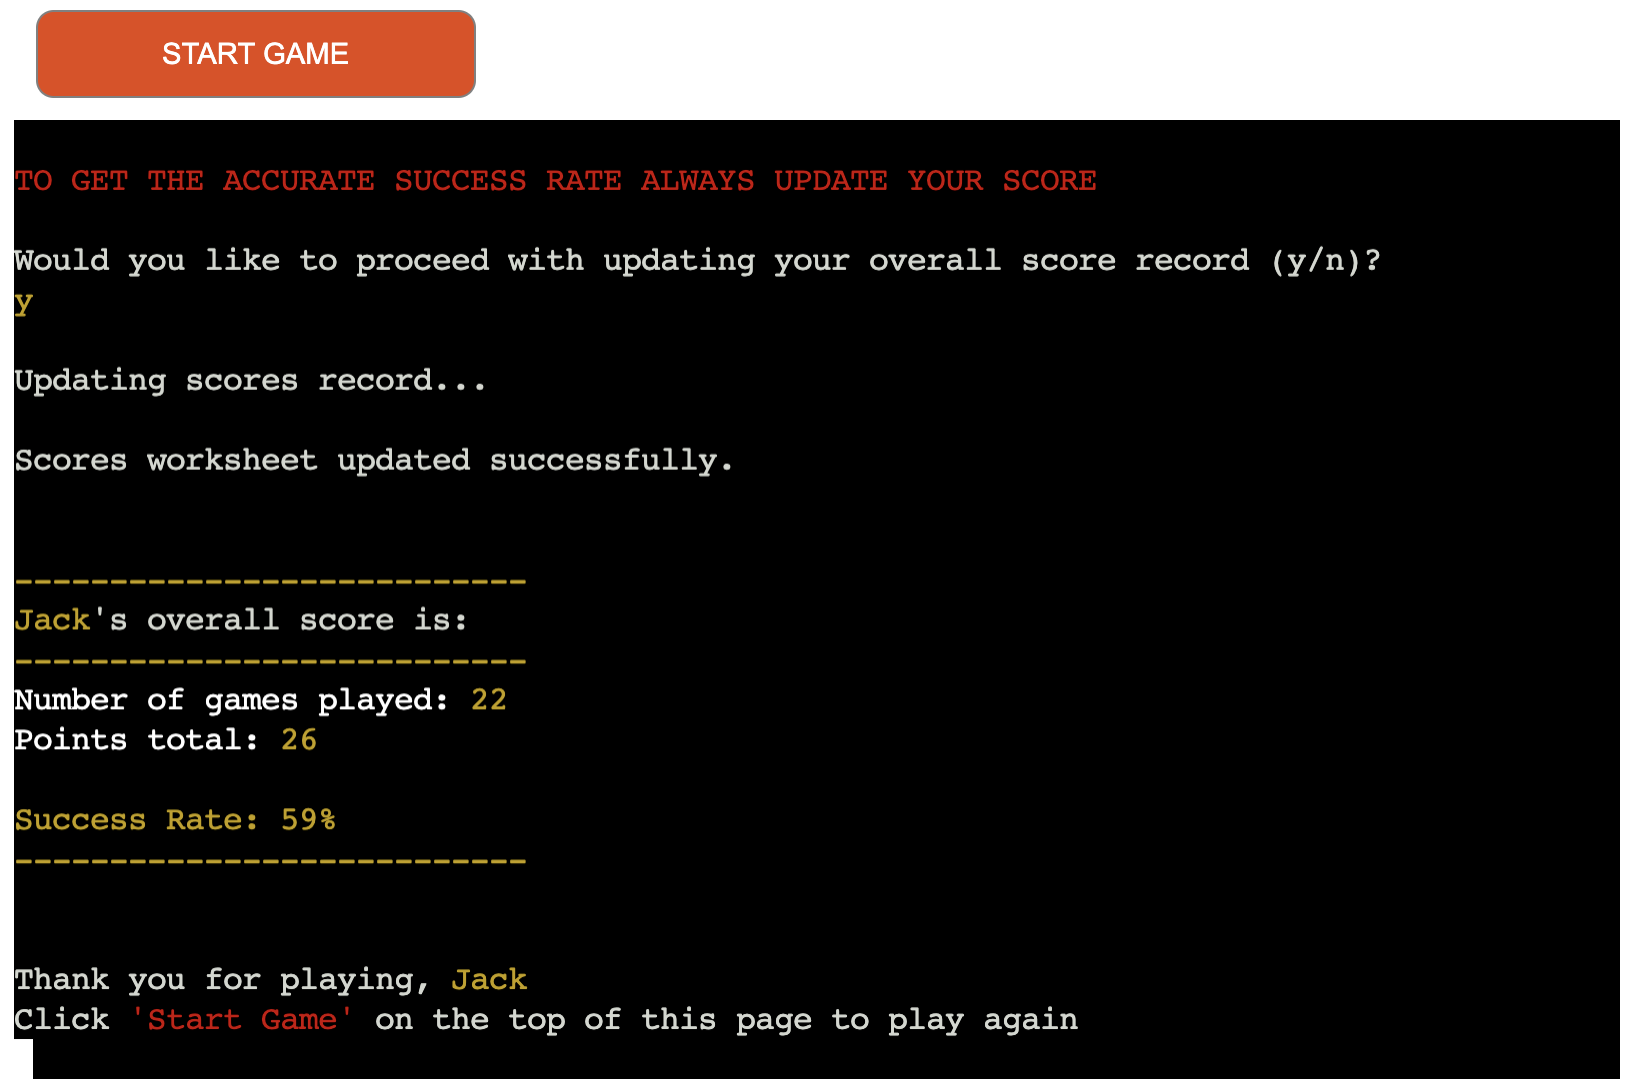 START GAME
TO GET THE ACCURATE SUCCESS RATE ALWAYS UPDATE YOUR SCORE
Would you like to proceed with updating your overall score record (y/n)?
y
Updating scores record...
Scores worksheet updated successfully.
---------------------------
Jack's overall score is:
---------------------------
Number of games played: 22
Points total: 26
Success Rate: 59%
---------------------------
Thank you for playing, Jack
Click 'Start Game' on the top of this page to play again